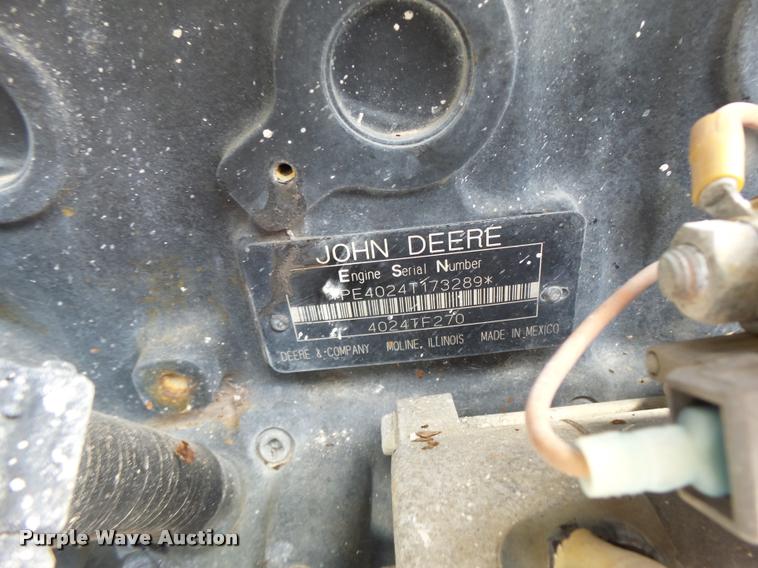 JOHN DEERE
Engine Serial Number
*PE4024T173289*
4024TF270
DEERE & COMPANY MOLINE, ILLINOIS MADE IN MEXICO
Purple Wave Auction